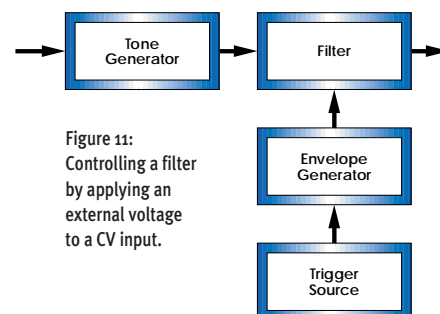 Tone
Generator
Filter
Figure 11:
Controlling a filter
by applying an
external voltage
to a CV input.
Envelope
Generator
Trigger
Source